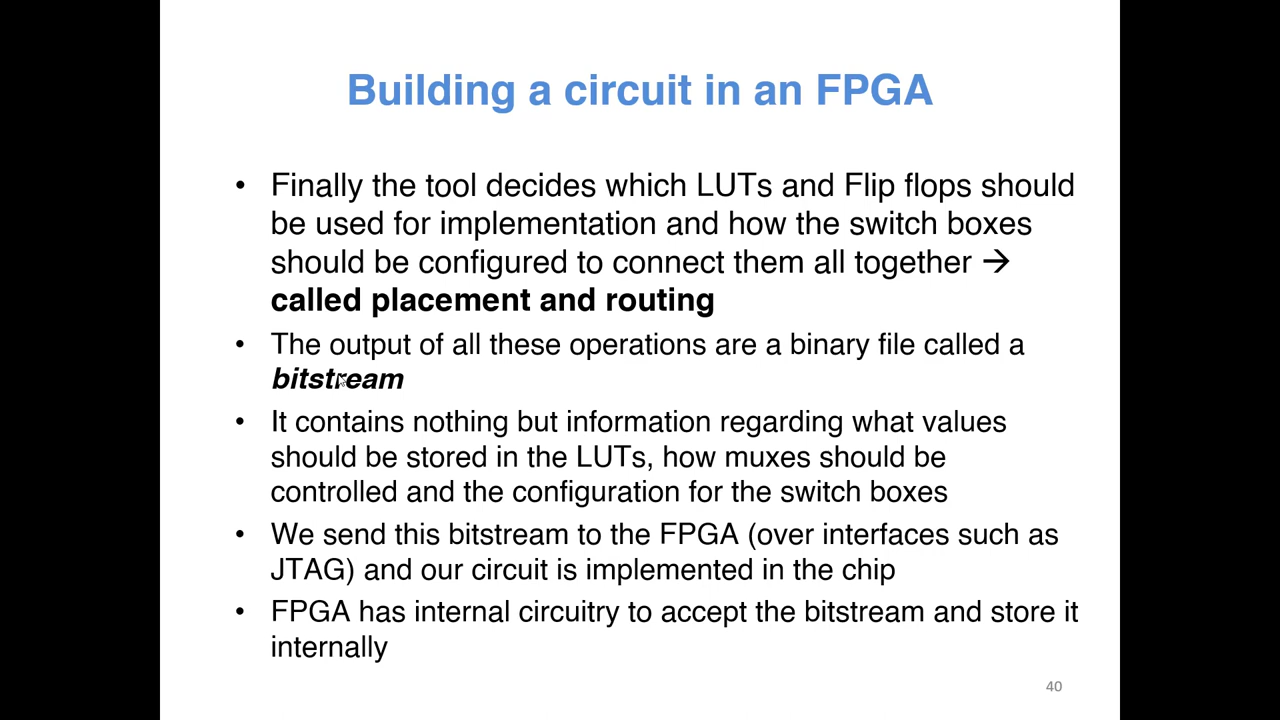 Building a circuit in an FPGA
• Finally the tool decides which LUTs and Flip flops should
be used for implementation and how the switch boxes
should be configured to connect them all together →
called placement and routing
• The output of all these operations are a binary file called a
bitstream
• It contains nothing but information regarding what values
should be stored in the LUTs, how muxes should be
controlled and the configuration for the switch boxes
• We send this bitstream to the FPGA (over interfaces such as
JTAG) and our circuit is implemented in the chip
• FPGA has internal circuitry to accept the bitstream and store it
internally
40